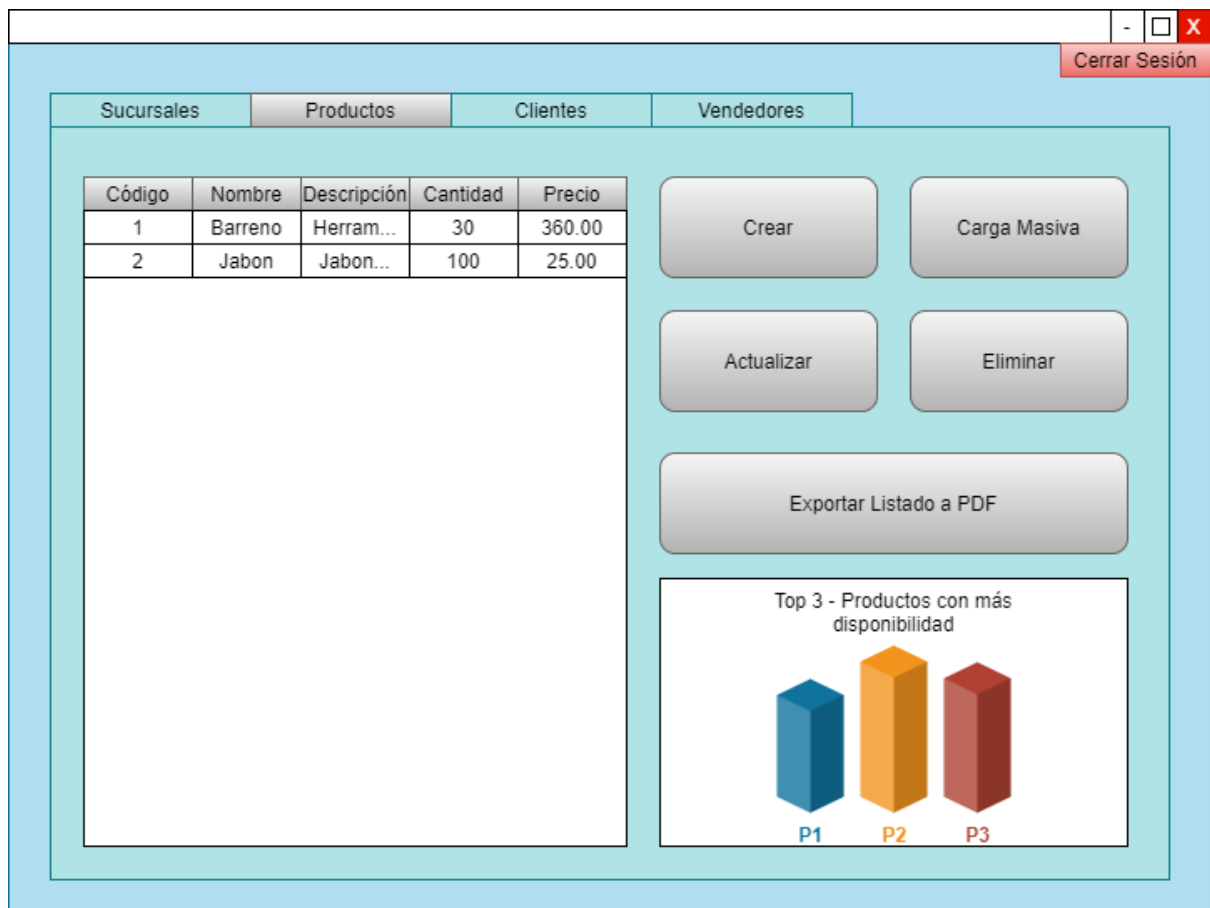 - X
Cerrar Sesión
Sucursales Productos Clientes Vendedores
Código Nombre Descripción Cantidad Precio
1 Barreno Herram... 30 360.00
2 Jabon Jabon... 100 25.00
Crear Carga Masiva
Actualizar Eliminar
Exportar Listado a PDF
Top 3 - Productos con más
disponibilidad
P1 P2 P3